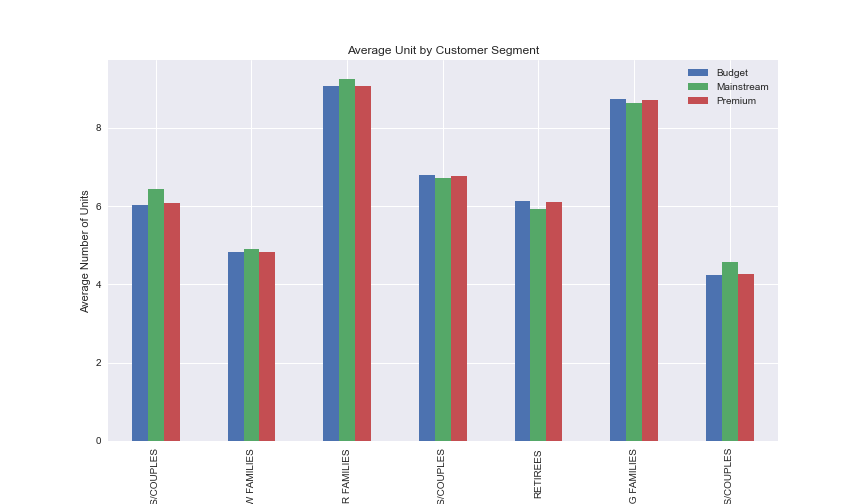 Average Unit by Customer Segment
Budget
Mainstream
Premium
Average Number of Units
8
6
4
2
0
S/COUPLES
W FAMILIES
R FAMILIES
S/COUPLES
RETIREES
G FAMILIES
S/COUPLES